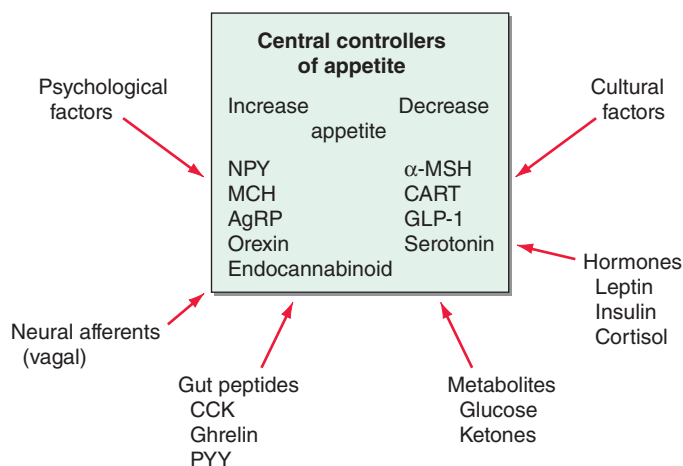 Central controllers
of appetite
Psychological
factors
Cultural
factors
Increase Decrease
appetite
NPY α-MSH
MCH CART
AgRP GLP-1
Orexin Serotonin
Endocannabinoid
Hormones
Leptin
Insulin
Cortisol
Neural afferents
(vagal)
Gut peptides
CCK
Ghrelin
PYY
Metabolites
Glucose
Ketones